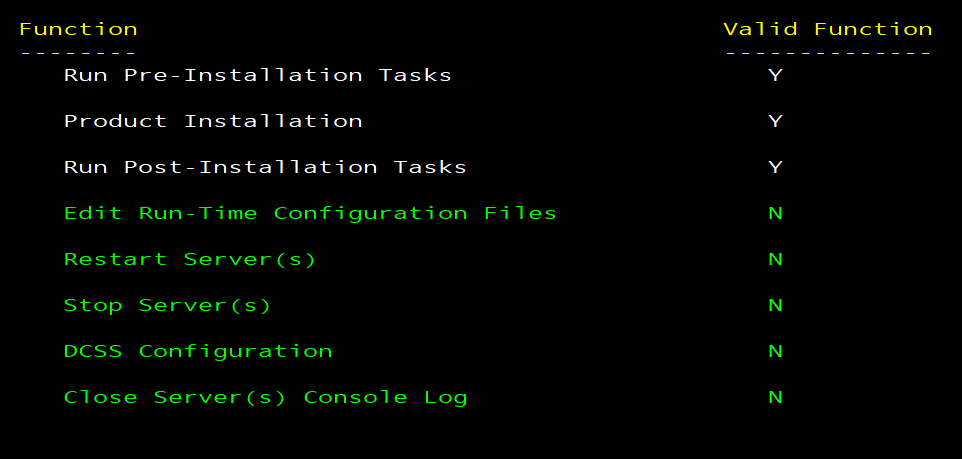 Function Valid Function
-------- --------------
Run Pre-Installation Tasks Y
Product Installation Y
Run Post-Installation Tasks Y
Edit Run-Time Configuration Files N
Restart Server(s) N
Stop Server(s) N
DCSS Configuration N
Close Server(s) Console Log N